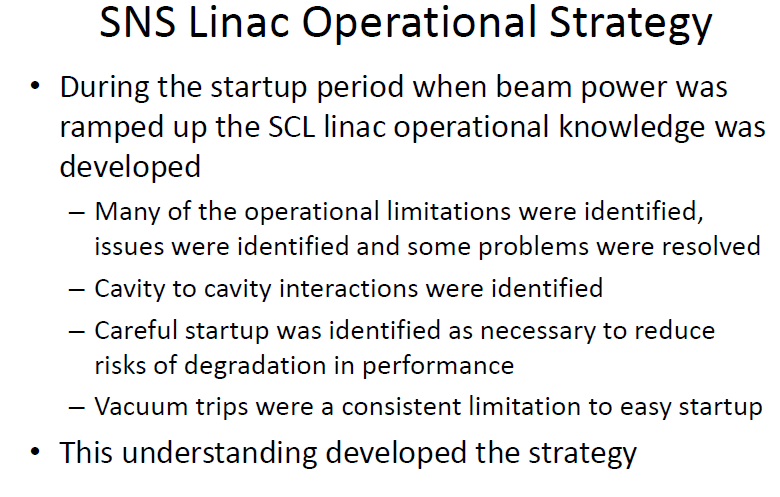 SNS Linac Operational Strategy
• During the startup period when beam power was
ramped up the SCL linac operational knowledge was
developed
– Many of the operational limitations were identified,
issues were identified and some problems were resolved
– Cavity to cavity interactions were identified
– Careful startup was identified as necessary to reduce
risks of degradation in performance
– Vacuum trips were a consistent limitation to easy startup
• This understanding developed the strategy